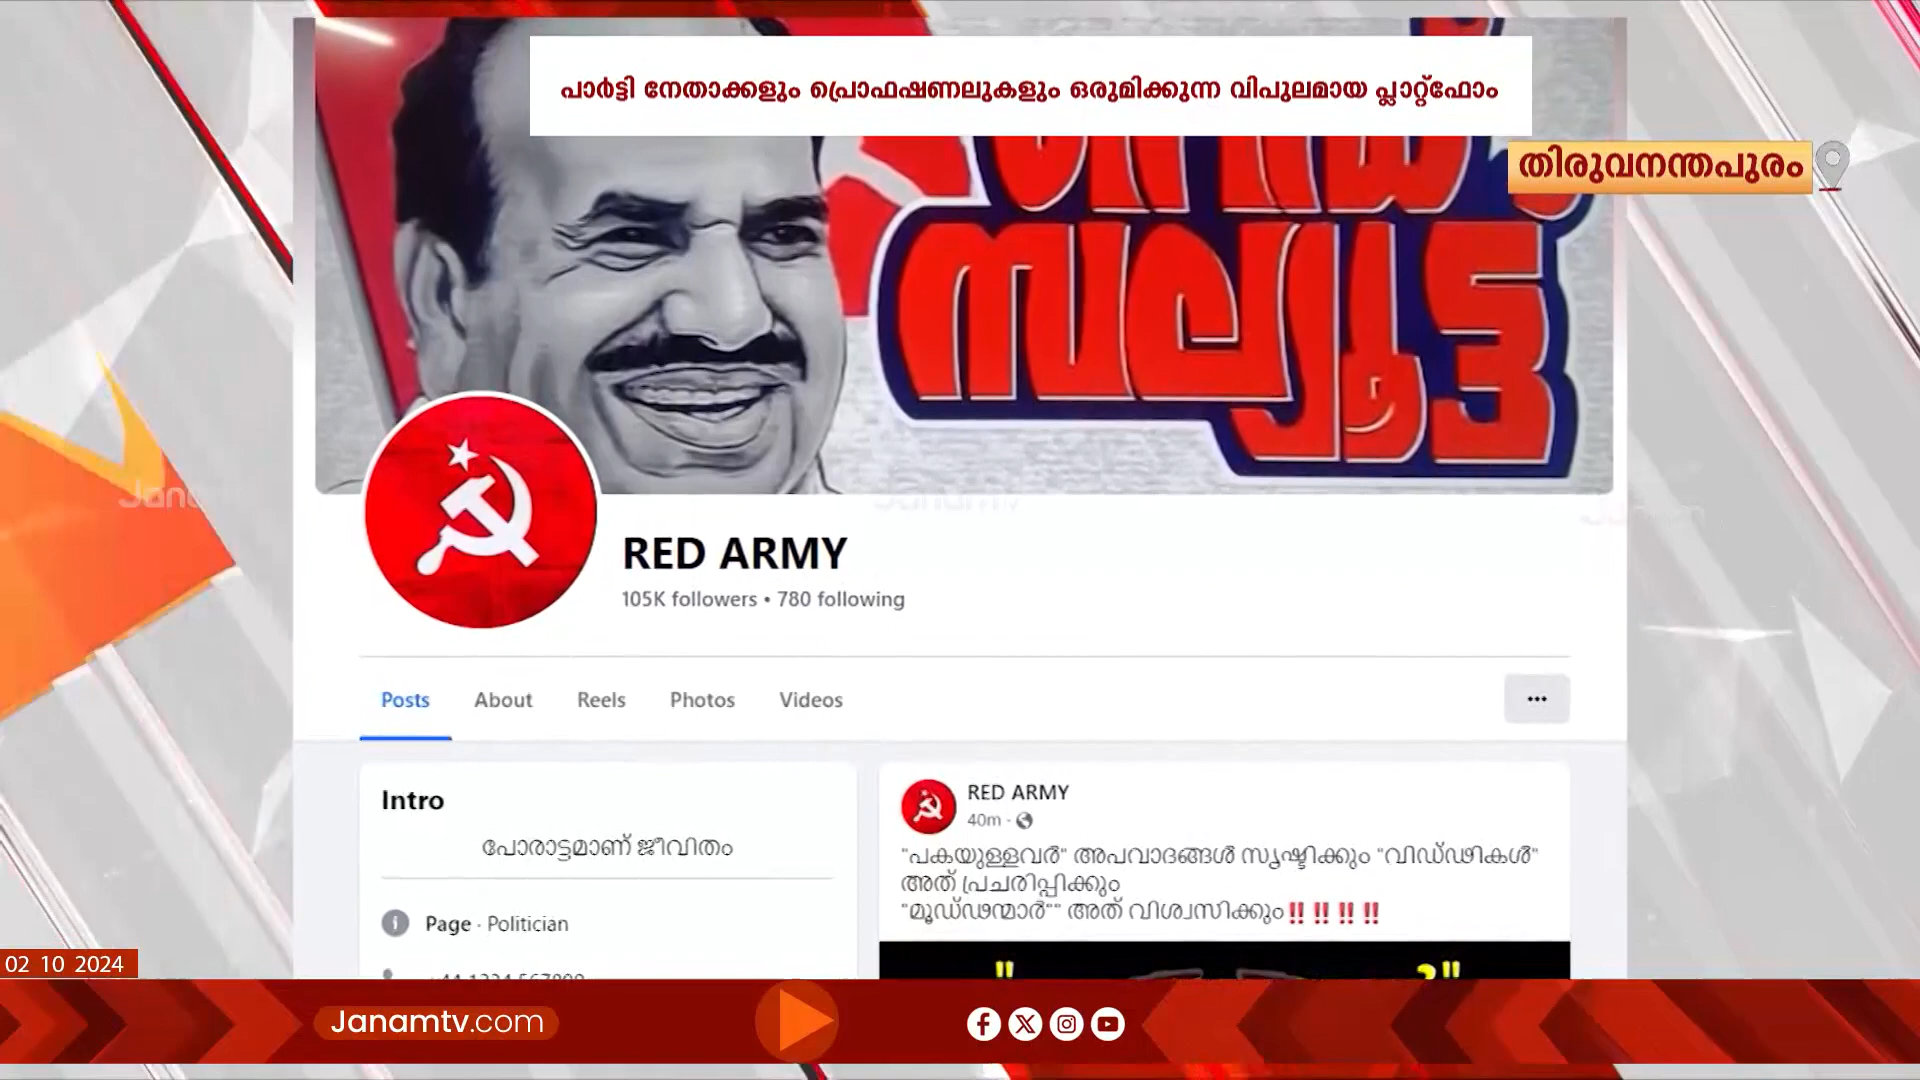 പാർട്ടി നേതാക്കളും പ്രൊഫഷണലുകളും ഒരുമിക്കുന്ന വിപുലമായ പ്ലാറ്റ്ഫോം
തിരുവനന്തപുരം
സല്യൂട്ട
Janamtv
RED ARMY
105K followers • 780 following
Posts About Reels Photos Videos
Intro
പോരാട്ടമാണ് ജീവിതം
Page · Politician
RED ARMY
40m ·
"പകയുള്ളവർ" അപവാദങ്ങൾ സൃഷ്ടിക്കും "വിഡ്ഢികൾ"
അത് പ്രചരിപ്പിക്കും
"മൂഡ്ഢന്മാർ"" അത് വിശ്വസിക്കും‼️‼️‼️‼️
02 10 2024
Janamtv.com